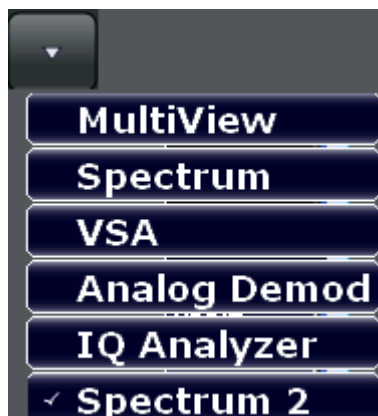 MultiView
Spectrum
VSA
Analog Demod
IQ Analyzer
Spectrum 2